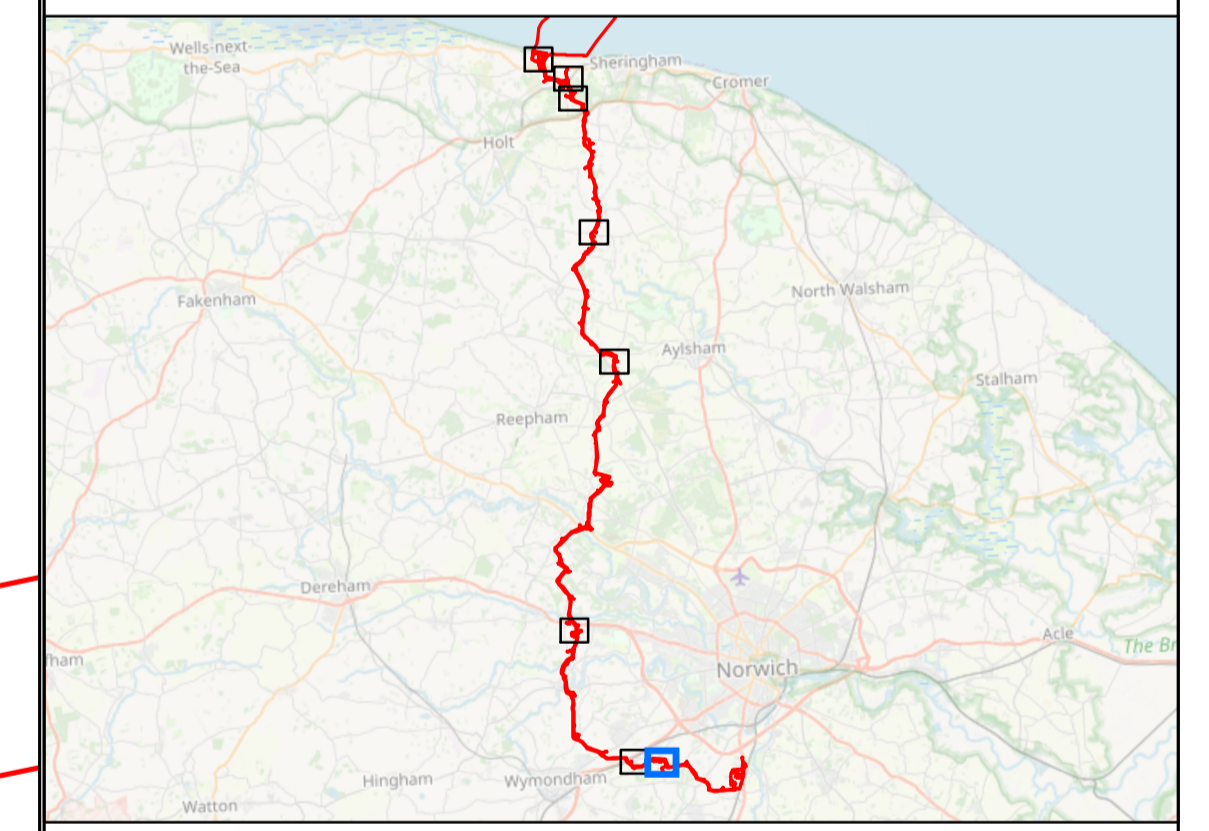 Wells-next-
the-Sea
Sheringham
Cromer
Holt
Fakenham
North Walsham
Aylsham
Stalham
Reepham
Dereham
Acle
The Br
fham
Norwich
Hingham
Wymondham
Watton